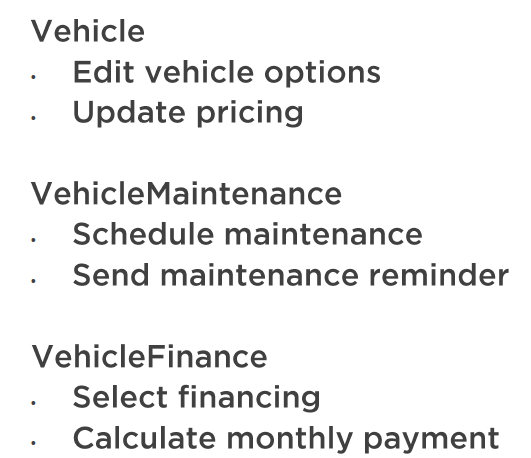 Vehicle
· Edit vehicle options
· Update pricing
VehicleMaintenance
· Schedule maintenance
· Send maintenance reminder
VehicleFinance
· Select financing
· Calculate monthly payment